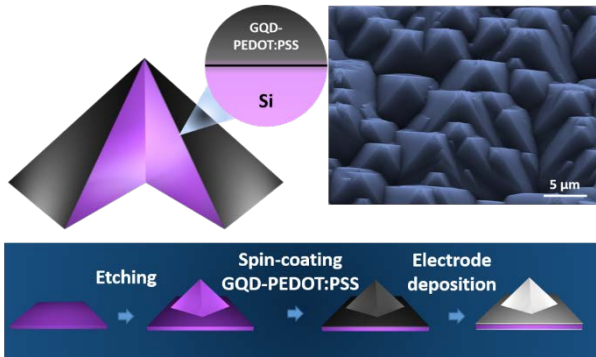 GQD-
PEDOT:PSS
Si
5 μm
Etching
Spin-coating
GQD-PEDOT:PSS
Electrode
deposition